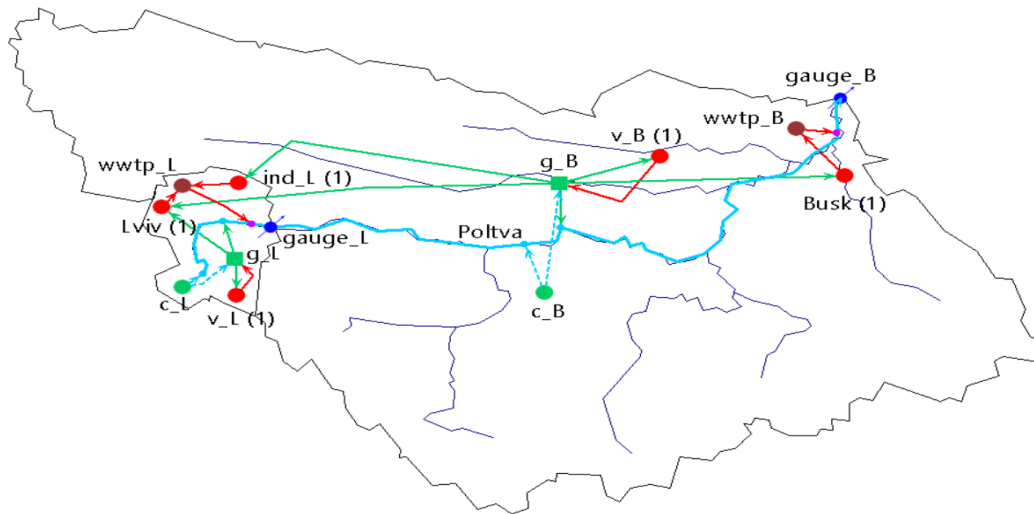 gauge_B
wwtp_B
v_B (1)
g_B
wwtp_L
ind_L (1)
Busk (1)
Lviv (1)
gauge_L
Poltva
g_L
c_L
v_L (1)
c_B